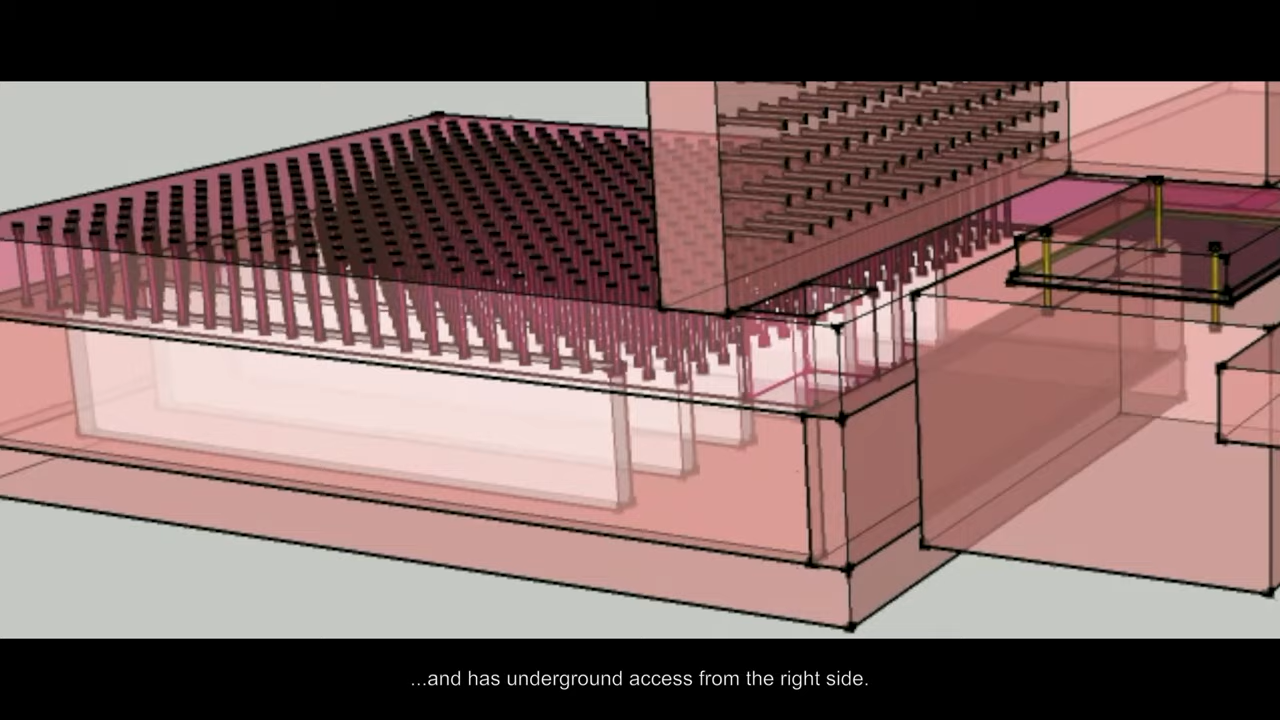 ...and has underground access from the right side.